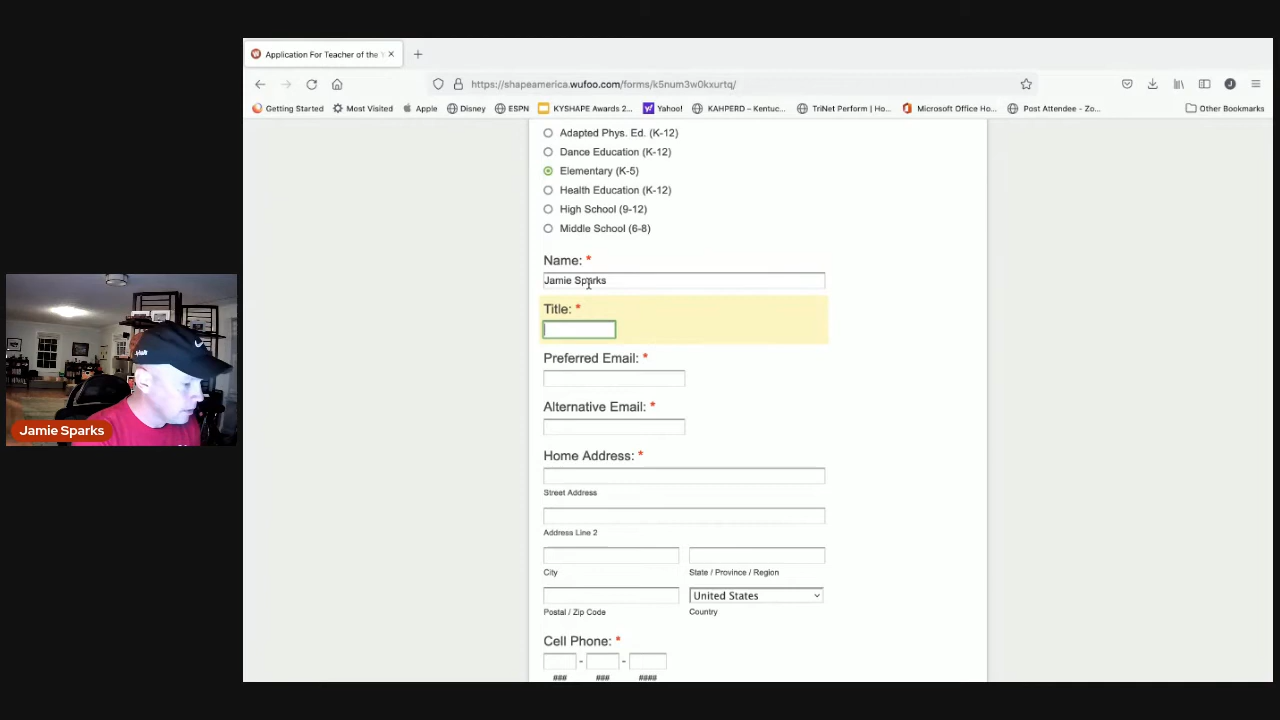 Application For Teacher of the
https://shapeamerica.wufoo.com/forms/k5num3w0kxurtq/
Getting Started
Most Visited
Apple
Disney
ESPN
KYSHAPE Awards 2...
Yahoo!
KAHPERD – Kentuc...
TriNet Perform | Ho...
Microsoft Office Ho...
Post Attendee - Zo...
Other Bookmarks
Adapted Phys. Ed. (K-12)
Dance Education (K-12)
Elementary (K-5)
Health Education (K-12)
High School (9-12)
Middle School (6-8)
Name: *
Jamie Sparks
Title: *
Preferred Email: *
Alternative Email: *
Home Address: *
Street Address
Address Line 2
City
State / Province / Region
United States
Postal / Zip Code
Country
Cell Phone: *
- -
### ### ####
Jamie Sparks